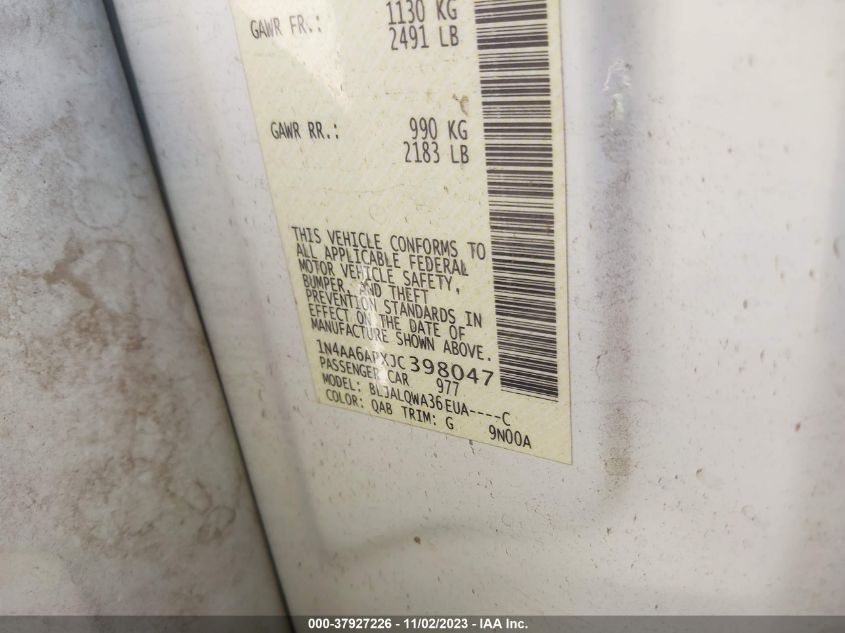 GAWR FR.: 1130 KG
2491 LB
GAWR RR.: 990 KG
2183 LB
THIS VEHICLE CONFORMS TO
ALL APPLICABLE FEDERAL
MOTOR VEHICLE SAFETY,
BUMPER, AND THEFT
PREVENTION STANDARDS IN
EFFECT ON THE DATE OF
MANUFACTURE SHOWN ABOVE.
1N4AA6APXJC398047
PASSENGER CAR 977
MODEL: BLJALQWA36EUA----C
COLOR: QAB TRIM: G 9N00A
000-37927226 - 11/02/2023 - IAA Inc.